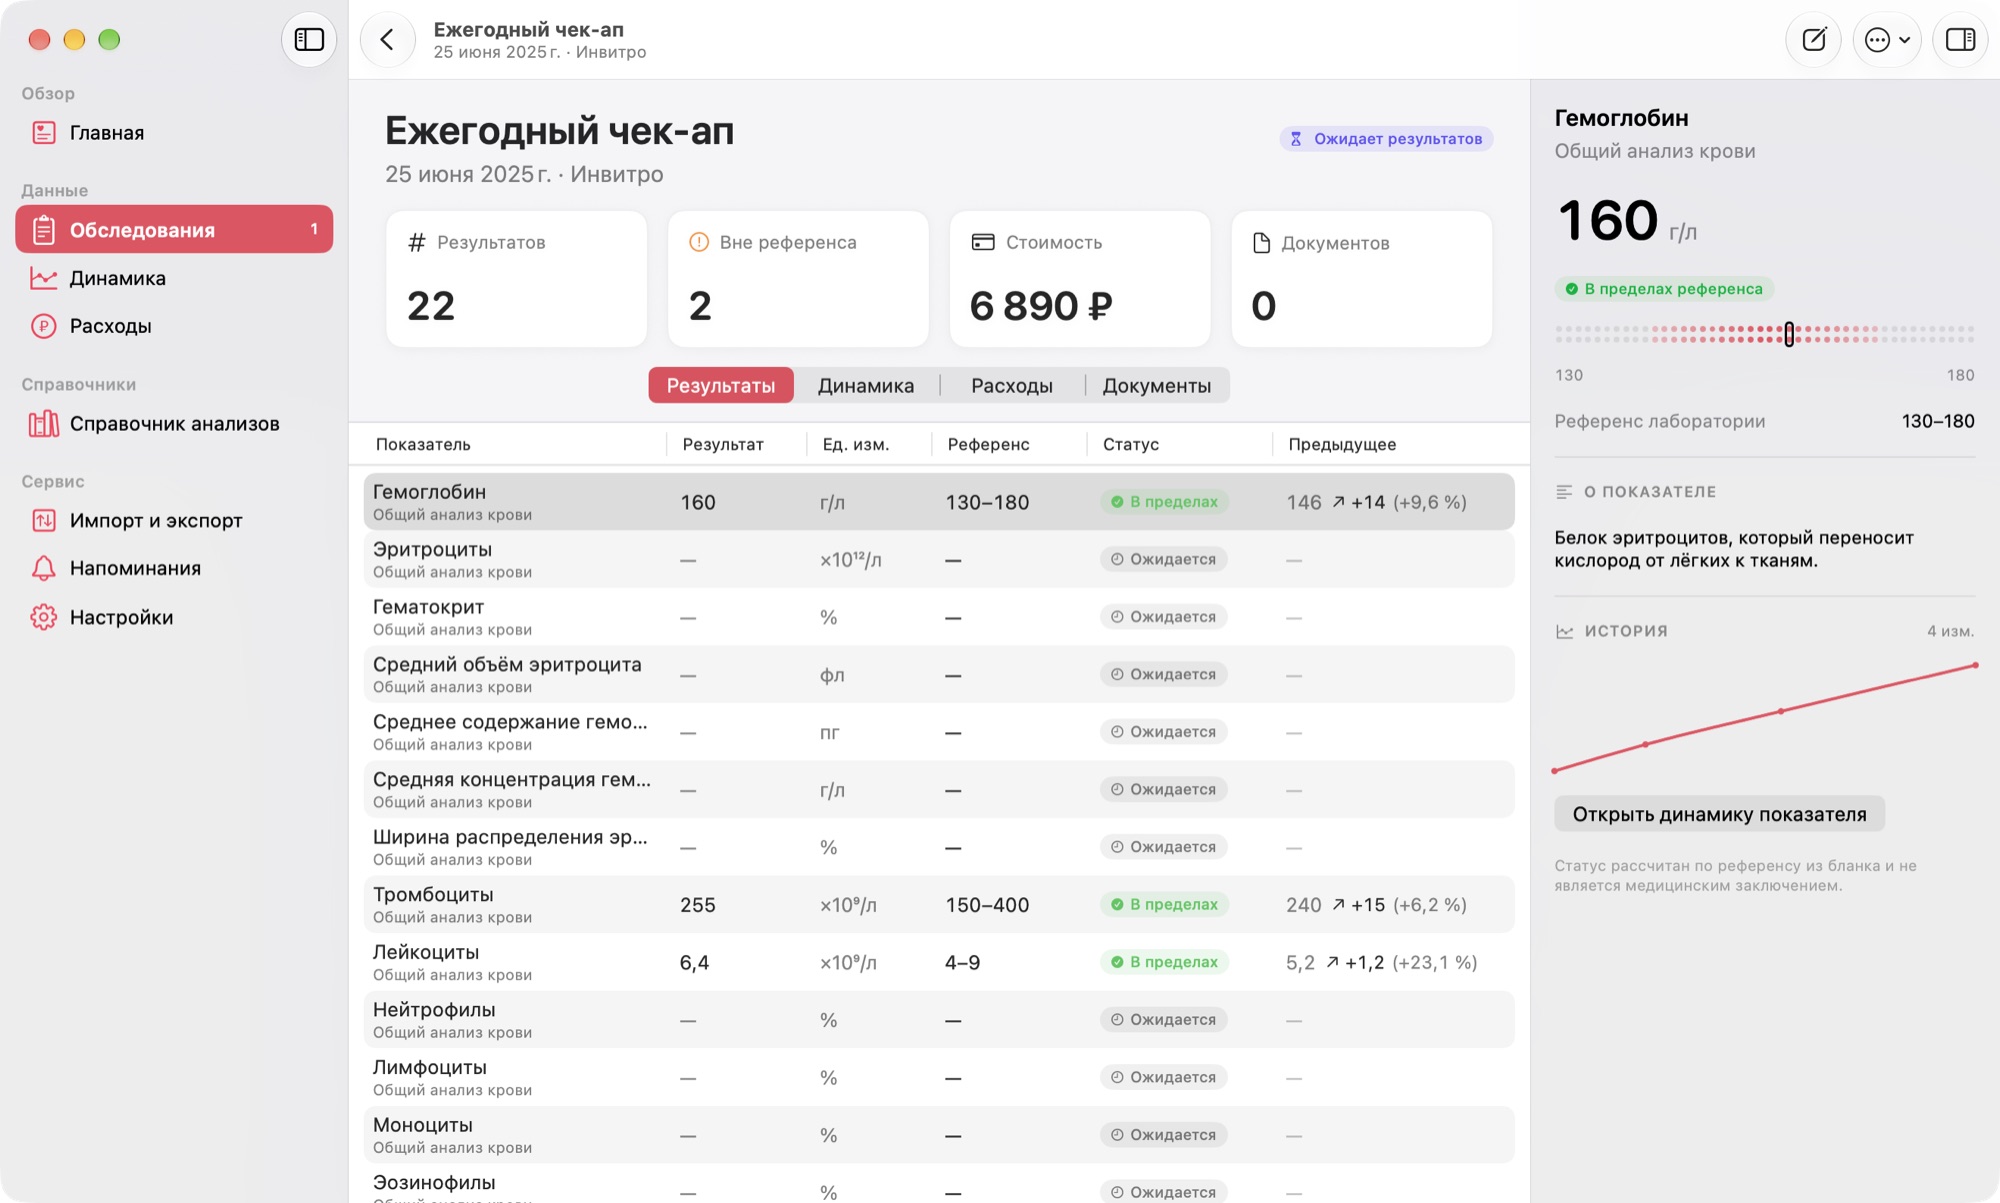 Обзор
Главная
Данные
Обследования 1
Динамика
Расходы
Справочники
Справочник анализов
Сервис
Импорт и экспорт
Напоминания
Настройки
Ежегодный чек-ап
25 июня 2025 г. · Инвитро
Ежегодный чек-ап
25 июня 2025 г. · Инвитро
Ожидает результатов
# Результатов
22
Вне референса
2
Стоимость
6 890 ₽
Документов
0
Результаты Динамика Расходы Документы
Показатель Результат Ед. изм. Референс Статус Предыдущее
Гемоглобин
Общий анализ крови
160 г/л 130–180 В пределах 146 ↗ +14 (+9,6 %)
Эритроциты
Общий анализ крови
— ×10¹²/л — Ожидается —
Гематокрит
Общий анализ крови
— % — Ожидается —
Средний объём эритроцита
Общий анализ крови
— фл — Ожидается —
Среднее содержание гемо...
Общий анализ крови
— пг — Ожидается —
Средняя концентрация гем...
Общий анализ крови
— г/л — Ожидается —
Ширина распределения эр...
Общий анализ крови
— % — Ожидается —
Тромбоциты
Общий анализ крови
255 ×10⁹/л 150–400 В пределах 240 ↗ +15 (+6,2 %)
Лейкоциты
Общий анализ крови
6,4 ×10⁹/л 4–9 В пределах 5,2 ↗ +1,2 (+23,1 %)
Нейтрофилы
Общий анализ крови
— % — Ожидается —
Лимфоциты
Общий анализ крови
— % — Ожидается —
Моноциты
Общий анализ крови
— % — Ожидается —
Эозинофилы
— % — Ожидается —
Гемоглобин
Общий анализ крови
160 г/л
В пределах референса
130 180
Референс лаборатории 130–180
О ПОКАЗАТЕЛЕ
Белок эритроцитов, который переносит
кислород от лёгких к тканям.
ИСТОРИЯ 4 изм.
Открыть динамику показателя
Статус рассчитан по референсу из бланка и не
является медицинским заключением.